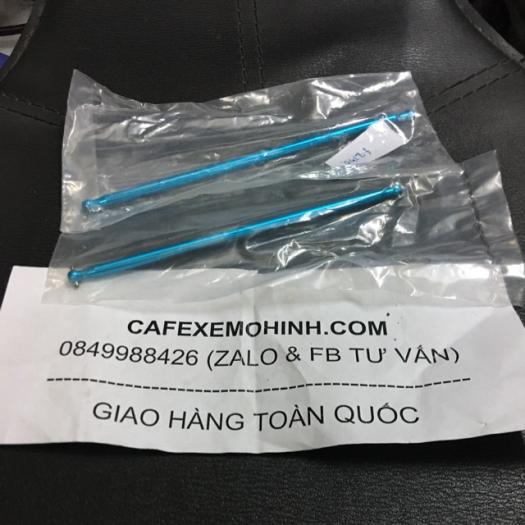 CAFEXEMOHINH.COM
0849988426 (ZALO & FB TƯ VẤN)
GIAO HÀNG TOÀN QUỐC